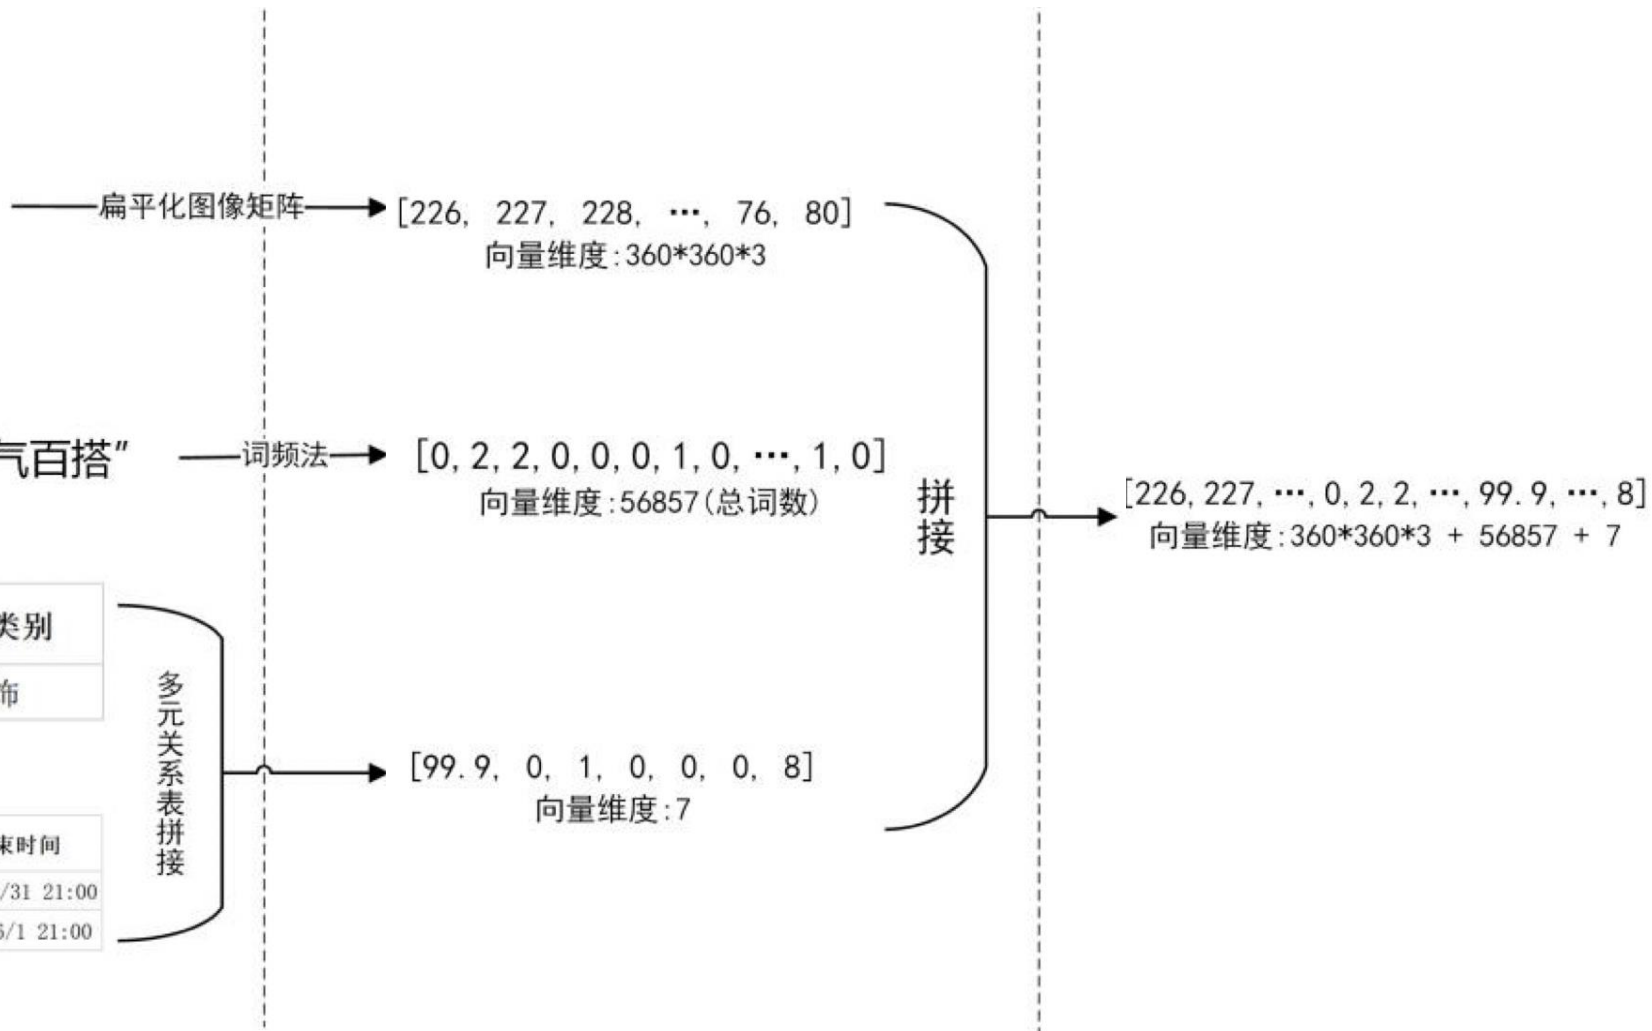 扁平化图像矩阵
[226, 227, 228, …, 76, 80]
向量维度:360*360*3
气百搭”
词频法
[0,2,2,0,0,0,1,0,…,1,0]
向量维度:56857(总词数)
拼接
[226,227,…,0,2,2,…,99.9,…,8]
向量维度:360*360*3 + 56857 + 7
类别
饰
多元关系表拼接
[99.9, 0, 1, 0, 0, 0, 8]
向量维度:7
束时间
/31 21:00
6/1 21:00